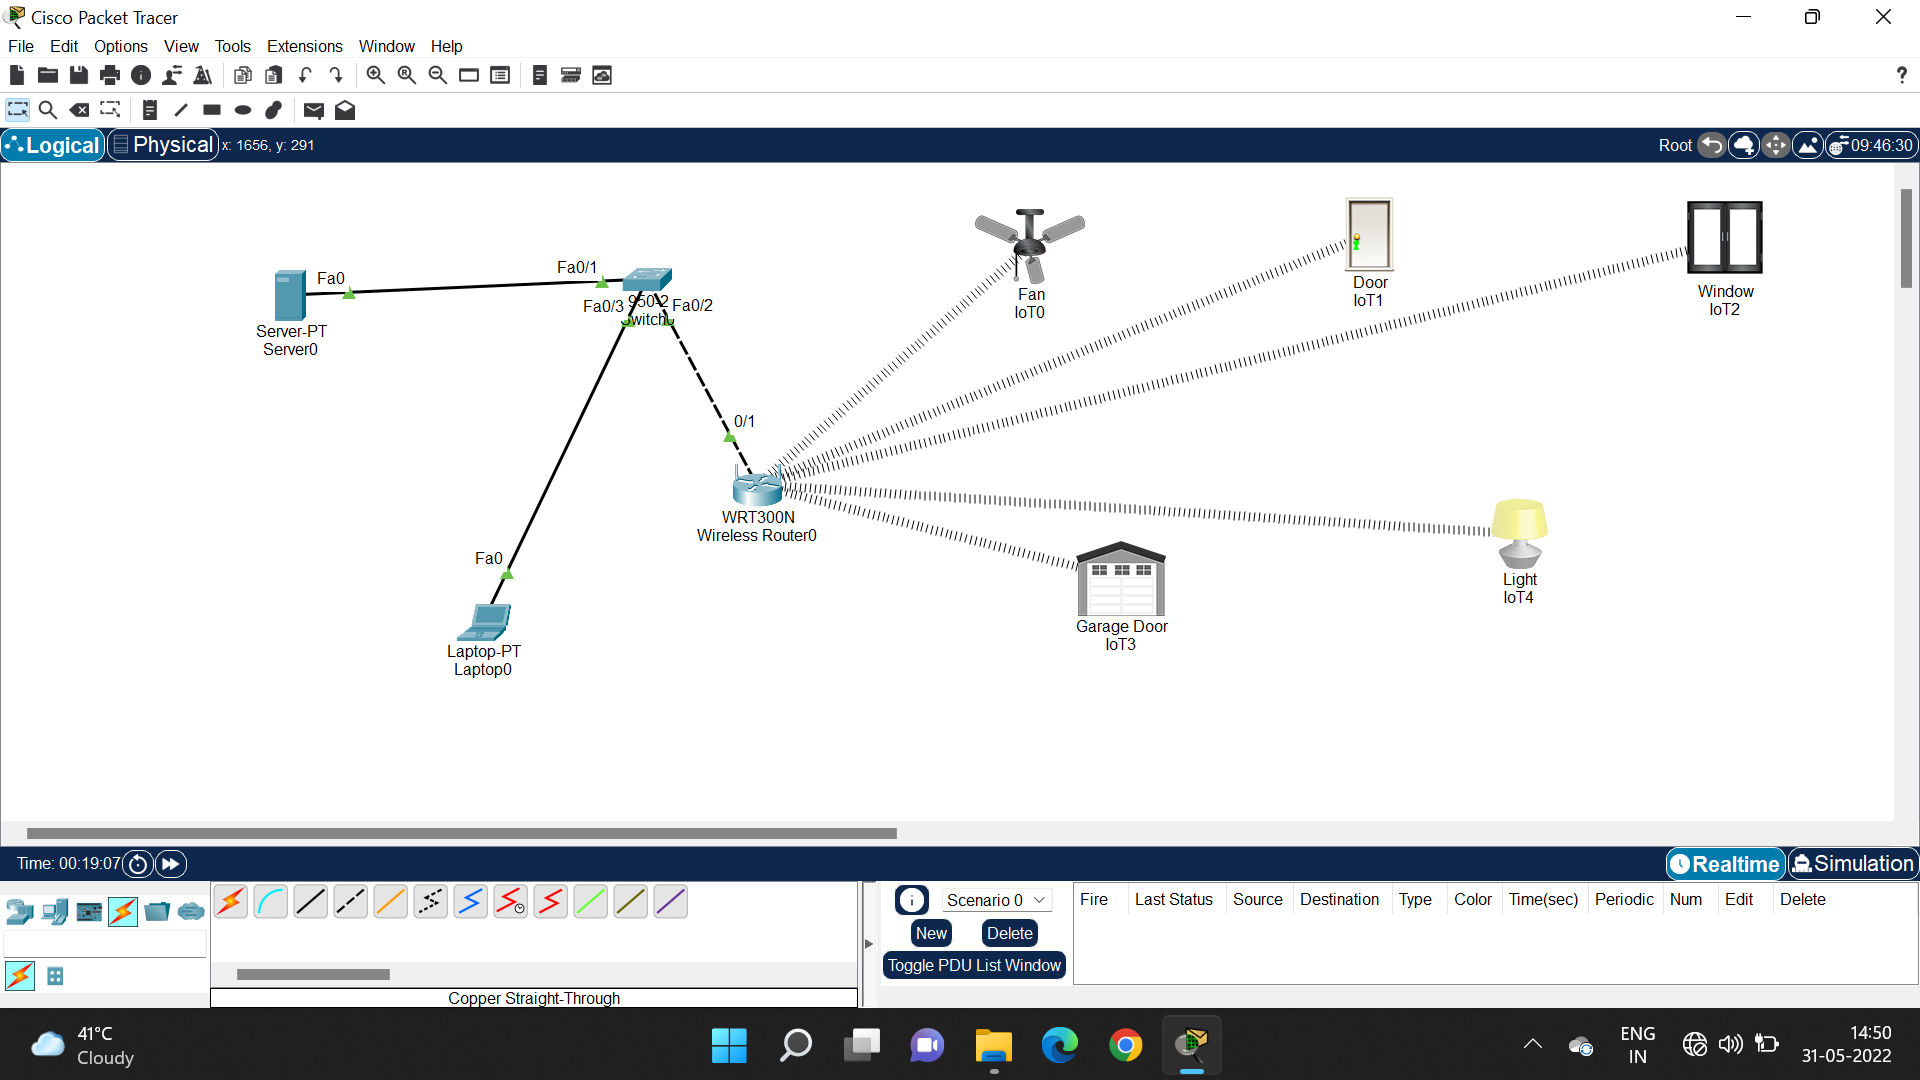 Cisco Packet Tracer
File Edit Options View Tools Extensions Window Help
?
Logical Physical x: 1656, y: 291 Root 09:46:30
Fa0
Fa0/1
Fa0/3
950-2
Fa0/2
witch
Server-PT
Server0
Fan
IoT0
Door
IoT1
Window
IoT2
0/1
WRT300N
Wireless Router0
Fa0
Laptop-PT
Laptop0
Garage Door
IoT3
Light
IoT4
Time: 00:19:07 Realtime Simulation
Scenario 0
New Delete
Toggle PDU List Window
Fire Last Status Source Destination Type Color Time(sec) Periodic Num Edit Delete
Copper Straight-Through
41°C
Cloudy
ENG
IN
14:50
31-05-2022